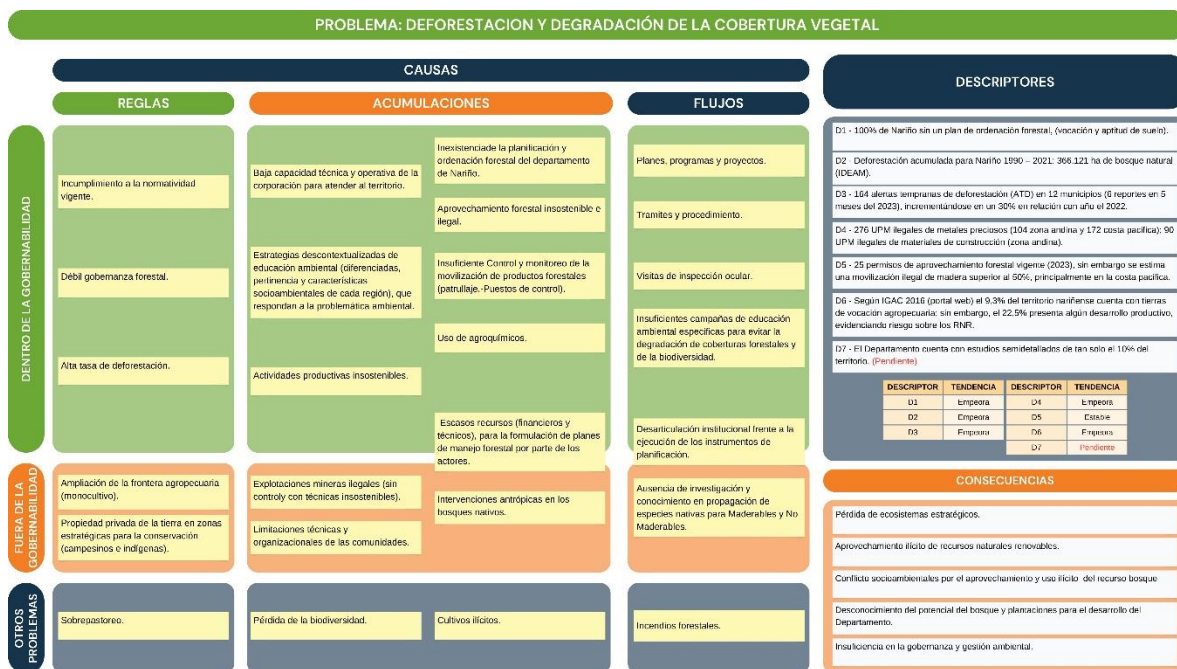 PROBLEMA: DEFORESTACION Y DEGRADACIÓN DE LA COBERTURA VEGETAL
CAUSAS
REGLAS
ACUMULACIONES
FLUJOS
DENTRO DE LA GOBERNABILIDAD
Incumplimiento a la normatividad
vigente.
Débil gobernanza forestal.
Alta tasa de deforestación.
Baja capacidad técnica y operativa de la
corporación para atender al territorio.
Estrategias descontextualizadas de
educación ambiental (diferenciadas,
pertinencia y características
socioambientales de cada región), que
respondan a la problemática ambiental.
Actividades productivas insostenibles.
Inexistenciade la planificación y
ordenación forestal del departamento
de Nariño.
Aprovechamiento forestal insostenible e
ilegal.
Insuficiente Control y monitoreo de la
movilización de productos forestales
(patrullaje.-Puestos de control).
Uso de agroquímicos.
Escasos recursos (financieros y
técnicos), para la formulación de planes
de manejo forestal por parte de los
actores.
Planes, programas y proyectos.
Tramites y procedimiento.
Visitas de inspección ocular.
Insuficientes campañas de educación
ambiental especificas para evitar la
degradación de coberturas forestales y
de la biodiversidad.
Desarticulación institucional frente a la
ejecución de los instrumentos de
planificación.
FUERA DE LA
GOBERNABILIDAD
Ampliación de la frontera agropecuaria
(monocultivo).
Propiedad privada de la tierra en zonas
estratégicas para la conservación
(campesinos e indígenas).
Explotaciones mineras ilegales (sin
controly con técnicas insostenibles).
Limitaciones técnicas y
organizacionales de las comunidades.
Intervenciones antrópicas en los
bosques nativos.
Ausencia de investigación y
conocimiento en propagación de
especies nativas para Maderables y No
Maderables.
OTROS
PROBLEMAS
Sobrepastoreo.
Pérdida de la biodiversidad.
Cultivos ilícitos.
Incendios forestales.
DESCRIPTORES
D1 - 100% de Nariño sin un plan de ordenación forestal, (vocación y aptitud de suelo).
D2 - Deforestación acumulada para Nariño 1990 – 2021: 366.121 ha de bosque natural
(IDEAM).
D3 - 164 alertas tempranas de deforestación (ATD) en 12 municipios (6 reportes en 5
meses del 2023), incrementándose en un 30% en relación con año el 2022.
D4 - 276 UPM ilegales de metales preciosos (104 zona andina y 172 costa pacifica); 90
UPM ilegales de materiales de construcción (zona andina).
D5 - 25 permisos de aprovechamiento forestal vigente (2023), sin embargo se estima
una movilización ilegal de madera superior al 50%, principalmente en la costa pacifica.
D6 - Según IGAC 2016 (portal web) el 9,3% del territorio nariñense cuenta con tierras
de vocación agropecuaria: sin embargo, el 22,5% presenta algún desarrollo productivo,
evidenciando riesgo sobre los RNR.
D7 - El Departamento cuenta con estudios semidetallados de tan solo el 10% del
territorio. (Pendiente)
DESCRIPTOR TENDENCIA DESCRIPTOR TENDENCIA
D1 Empeora D4 Empeora
D2 Empeora D5 Estable
D3 Empeora D6 Empeora
D7 Pendiente
CONSECUENCIAS
Pérdida de ecosistemas estratégicos.
Aprovechamiento ilícito de recursos naturales renovables.
Conflicto socioambientales por el aprovechamiento y uso ilícito del recurso bosque
Desconocimiento del potencial del bosque y plantaciones para el desarrollo del
Departamento.
Insuficiencia en la gobernanza y gestión ambiental.